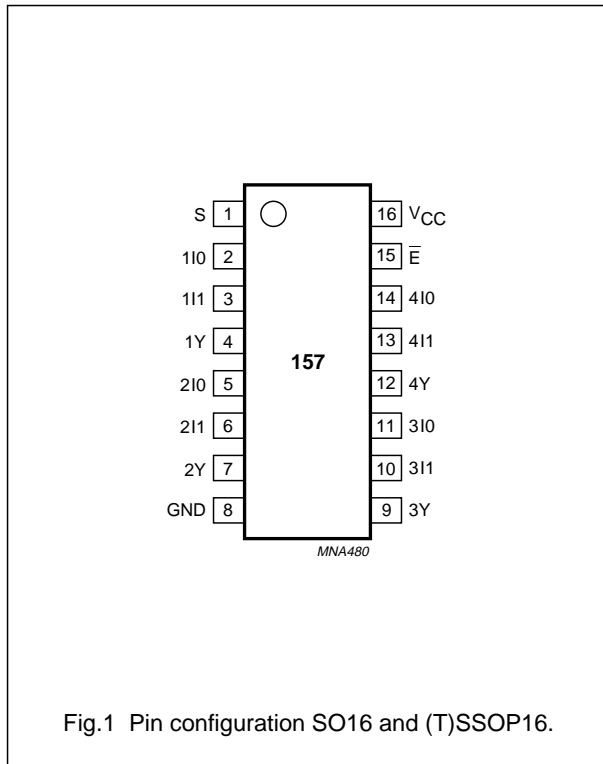 S 1 16 VCC
1I0 2 15 E̅
1I1 3 14 4I0
1Y 4 13 4I1
157
2I0 5 12 4Y
2I1 6 11 3I0
2Y 7 10 3I1
GND 8 9 3Y
MNA480
Fig.1 Pin configuration SO16 and (T)SSOP16.